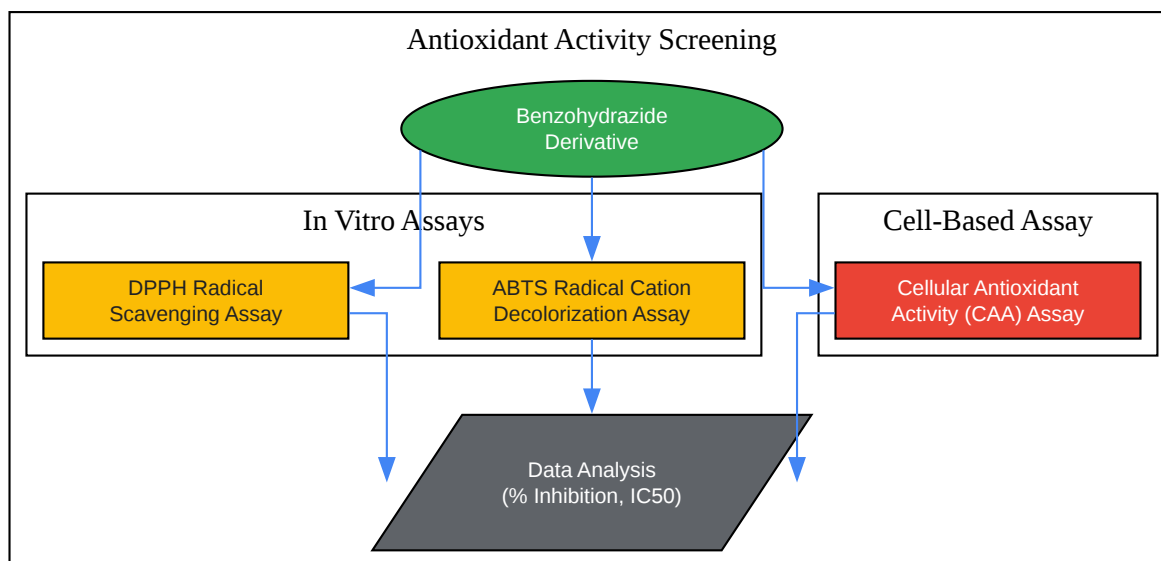 Antioxidant Activity Screening
Benzohydrazide
Derivative
In Vitro Assays
Cell-Based Assay
DPPH Radical
Scavenging Assay
ABTS Radical Cation
Decolorization Assay
Cellular Antioxidant
Activity (CAA) Assay
Data Analysis
(% Inhibition, IC50)